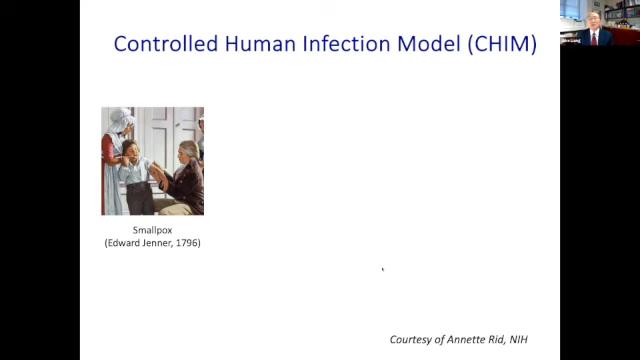 Controlled Human Infection Model (CHIM)
Smallpox
(Edward Jenner, 1796)
Courtesy of Annette Rid, NIH